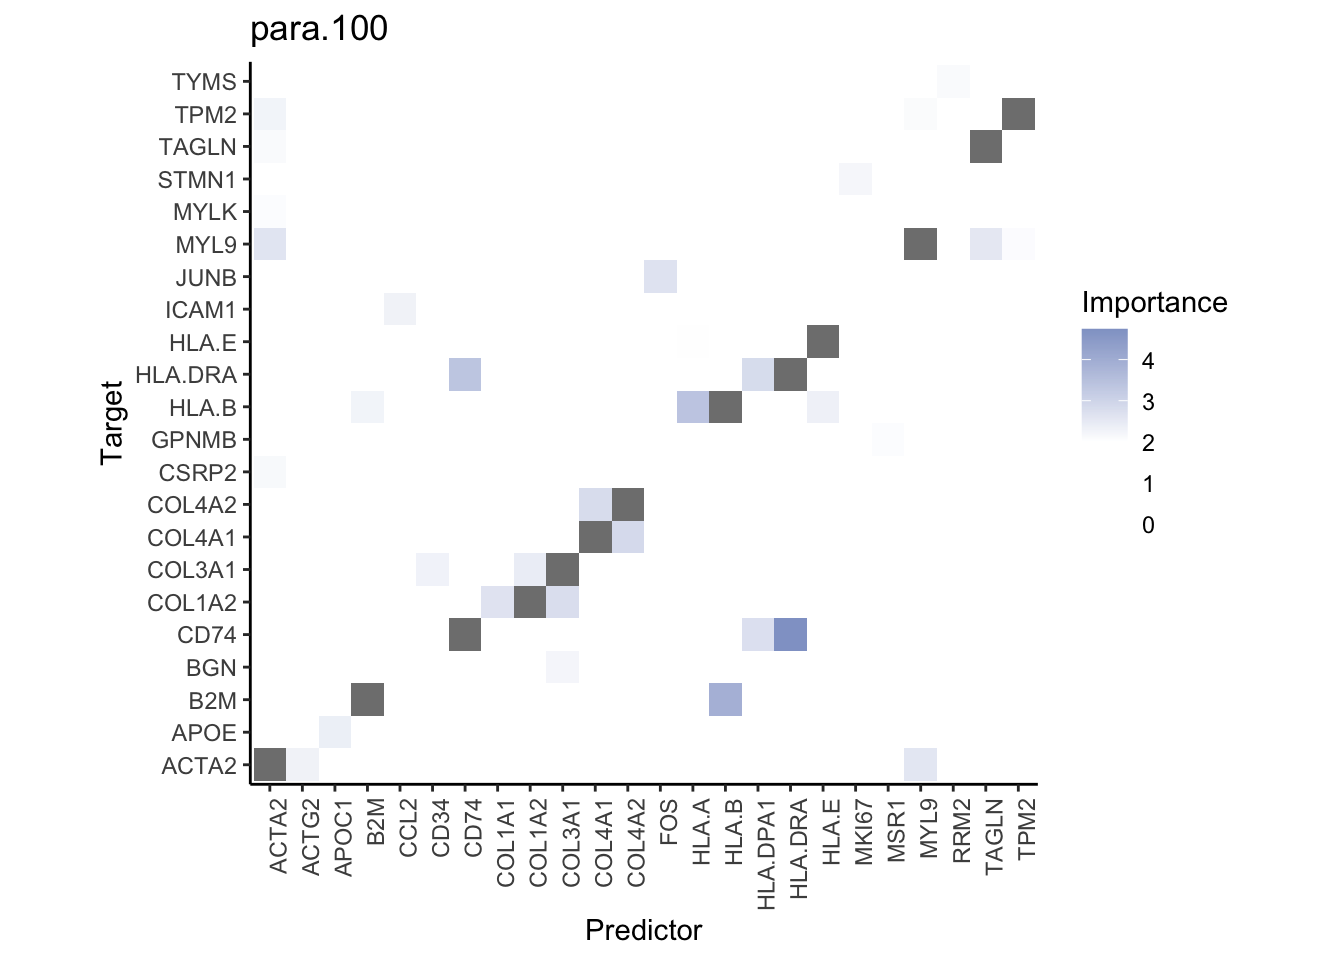 para.100
TYMS
TPM2
TAGLN
STMN1
MYLK
MYL9
JUNB
ICAM1
HLA.E
HLA.DRA
HLA.B
GPNMB
CSRP2
COL4A2
COL4A1
COL3A1
COL1A2
CD74
BGN
B2M
APOE
ACTA2
Target
ACTA2
ACTG2
APOC1
B2M
CCL2
CD34
CD74
COL1A1
COL1A2
COL3A1
COL4A1
COL4A2
FOS
HLA.A
HLA.B
HLA.DPA1
HLA.DRA
HLA.E
MKI67
MSR1
MYL9
RRM2
TAGLN
TPM2
Predictor
Importance
4
3
2
1
0